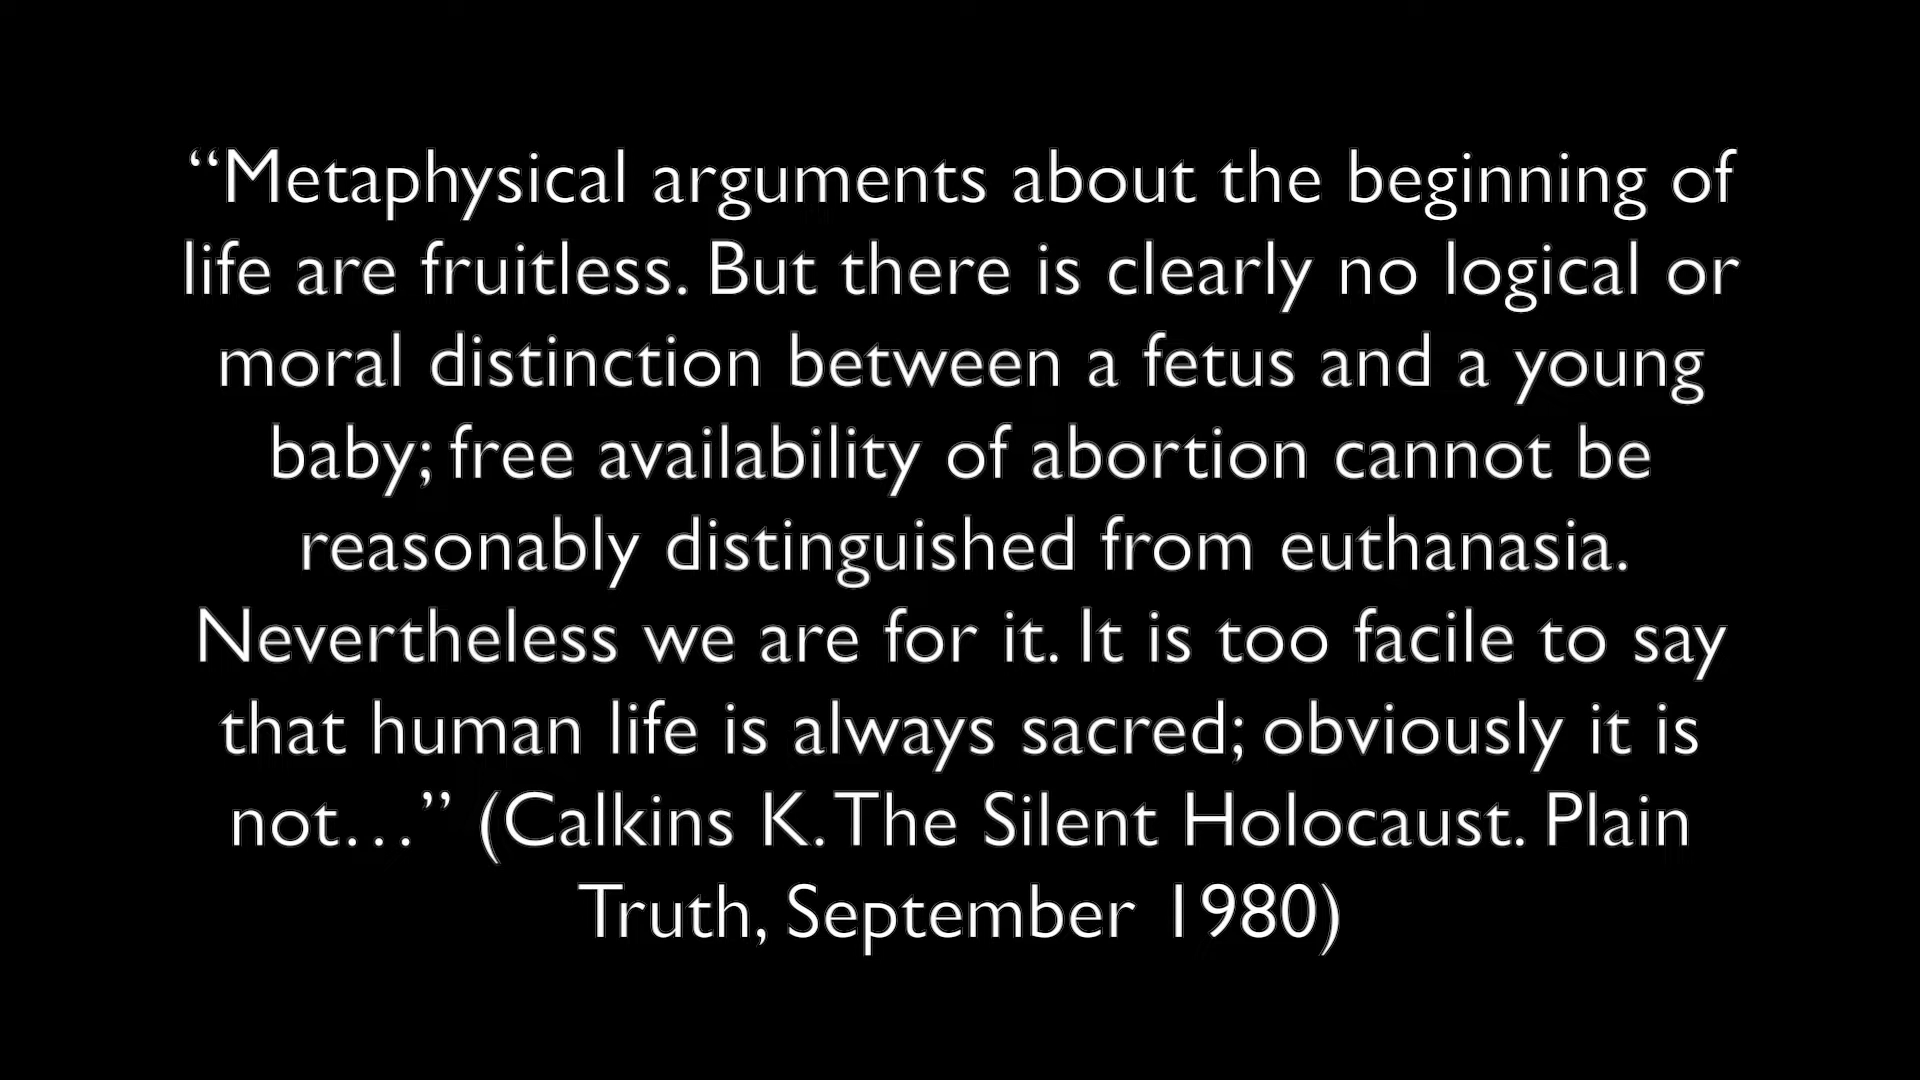 “Metaphysical arguments about the beginning of
life are fruitless. But there is clearly no logical or
moral distinction between a fetus and a young
baby; free availability of abortion cannot be
reasonably distinguished from euthanasia.
Nevertheless we are for it. It is too facile to say
that human life is always sacred; obviously it is
not…” (Calkins K. The Silent Holocaust. Plain
Truth, September 1980)